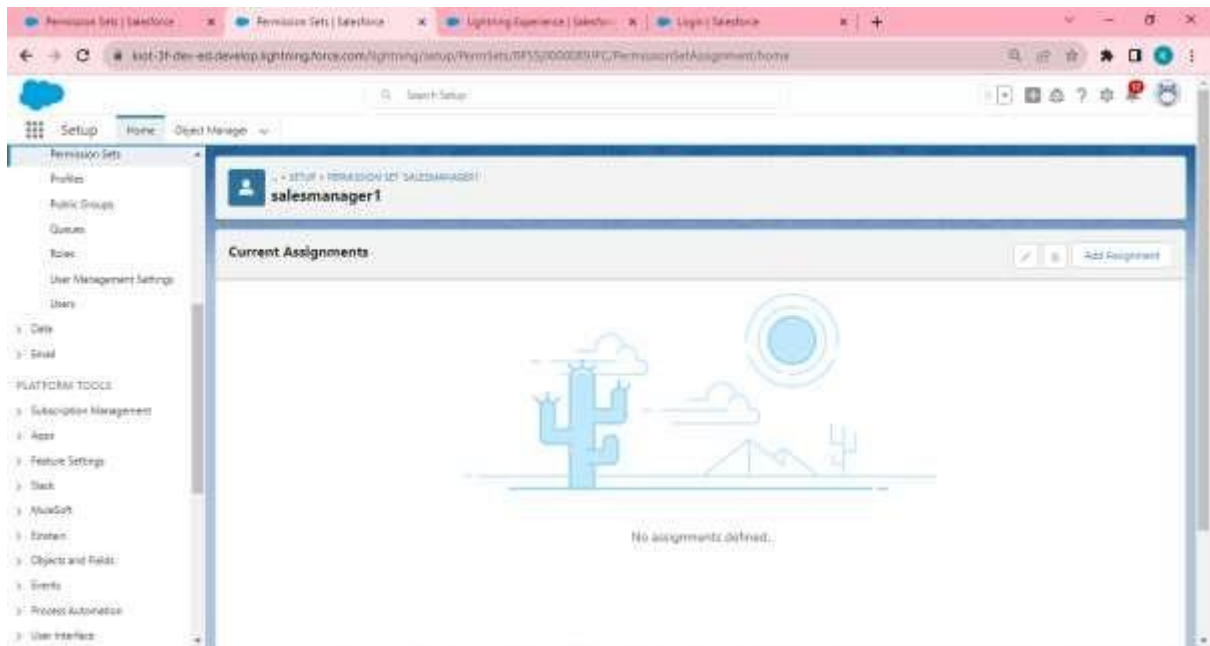 Permission Sets | Salesforce
Permission Sets | Salesforce
Lightning Experience | Salesfor
Login | Salesforce
Search Setup
Setup
Home
Object Manager
Permission Sets
Profiles
Public Groups
Queues
Roles
User Management Settings
Users
Data
Email
PLATFORM TOOLS
Subscription Management
Apps
Feature Settings
Slack
MuleSoft
Einstein
Objects and Fields
Events
Process Automation
User Interface
SETUP > PERMISSION SET 'SALESMANAGER1'
salesmanager1
Current Assignments
Add Assignment
No assignments defined.